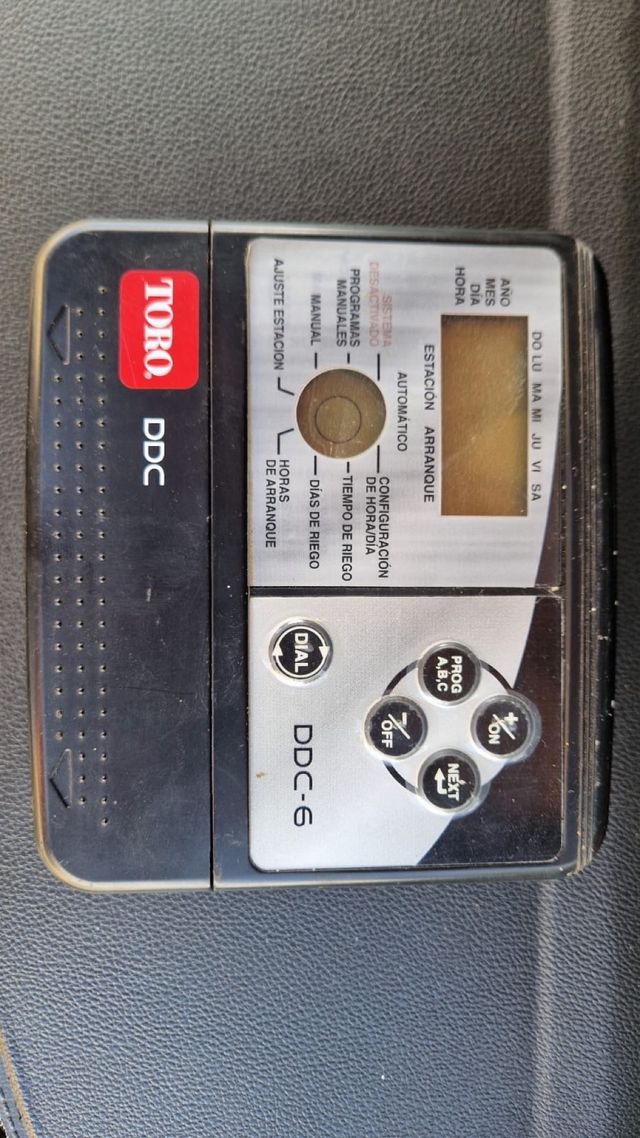 DO LU MA MI JU VI SA
AÑO
MES
DÍA
HORA
ESTACIÓN ARRANQUE
AUTOMÁTICO
SISTEMA
DESACTIVADO
PROGRAMAS
MANUALES
MANUAL
AJUSTE ESTACION
CONFIGURACIÓN
DE HORA/DÍA
TIEMPO DE RIEGO
DÍAS DE RIEGO
HORAS
DE ARRANQUE
+/ON
PROG
A,B,C
NEXT
-/OFF
DIAL
DDC-6
TORO.
DDC